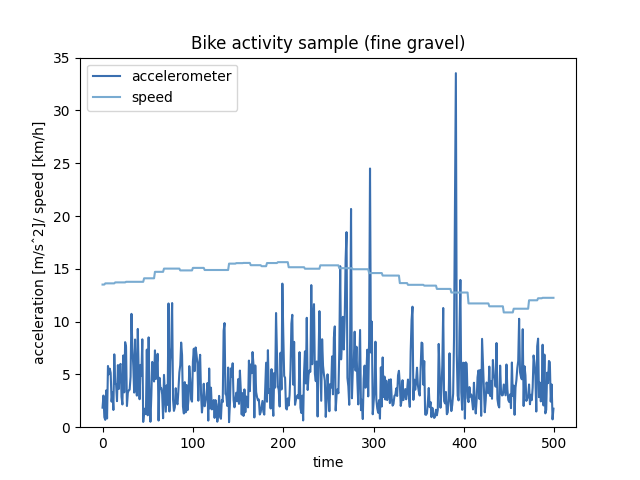 Bike activity sample (fine gravel)
accelerometer
speed
35
30
25
20
15
10
5
0
acceleration [m/s^2]/ speed [km/h]
0 100 200 300 400 500
time